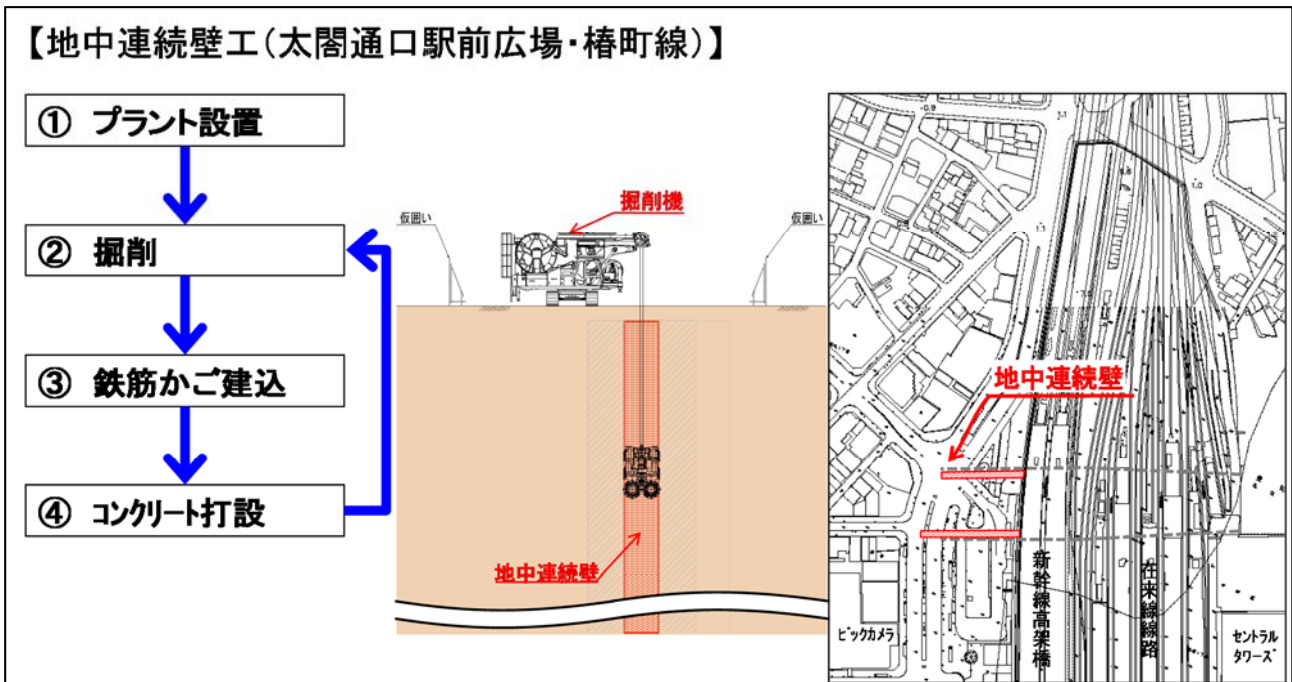 【地中連続壁工（太閤通口駅前広場・椿町線）】
① プラント設置
② 掘削
③ 鉄筋かご建込
④ コンクリート打設
仮囲い
掘削機
仮囲い
地中連続壁
地中連続壁
新幹線高架橋
在来線線路
ビックカメラ
セントラル
タワーズ